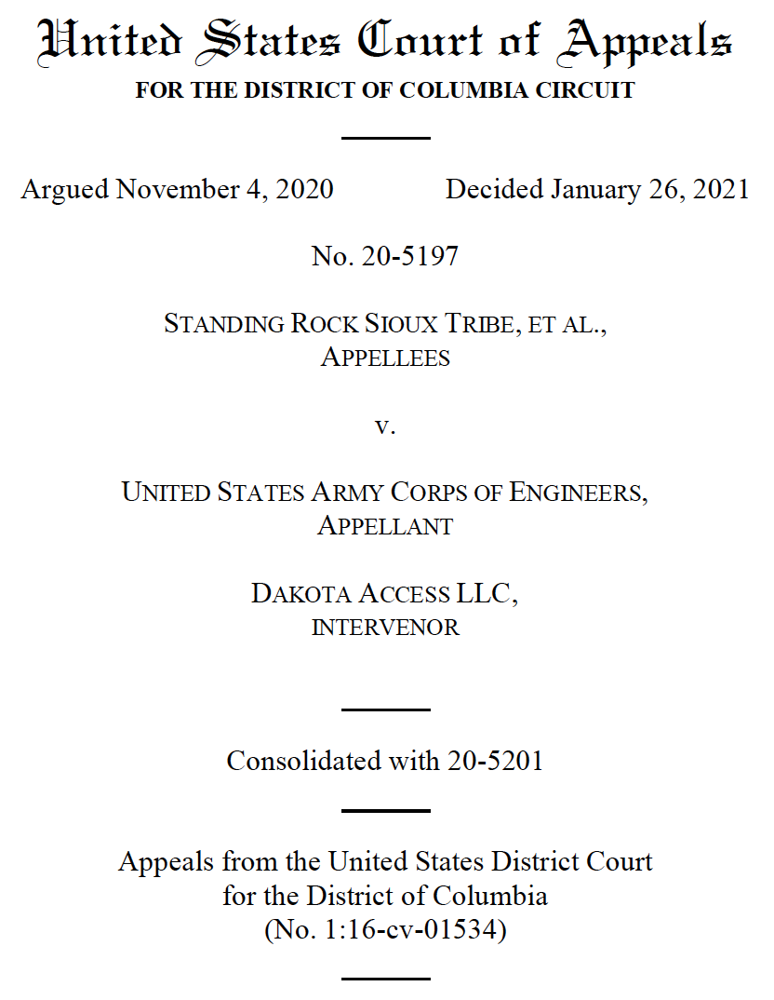 United States Court of Appeals
FOR THE DISTRICT OF COLUMBIA CIRCUIT
Argued November 4, 2020 Decided January 26, 2021
No. 20-5197
STANDING ROCK SIOUX TRIBE, ET AL.,
APPELLEES
v.
UNITED STATES ARMY CORPS OF ENGINEERS,
APPELLANT
DAKOTA ACCESS LLC,
INTERVENOR
Consolidated with 20-5201
Appeals from the United States District Court
for the District of Columbia
(No. 1:16-cv-01534)